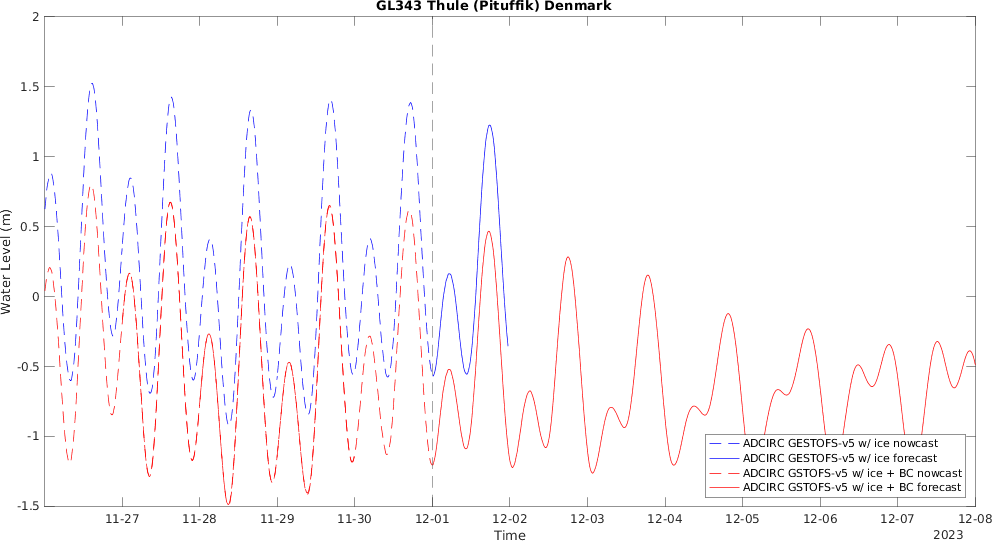 GL343 Thule (Pituffik) Denmark
2
1.5
1
0.5
0
-0.5
-1
-1.5
Water Level (m)
11-27 11-28 11-29 11-30 12-01 12-02 12-03 12-04 12-05 12-06 12-07 12-08
Time
2023
ADCIRC GESTOFS-v5 w/ ice nowcast
ADCIRC GESTOFS-v5 w/ ice forecast
ADCIRC GSTOFS-v5 w/ ice + BC nowcast
ADCIRC GSTOFS-v5 w/ ice + BC forecast